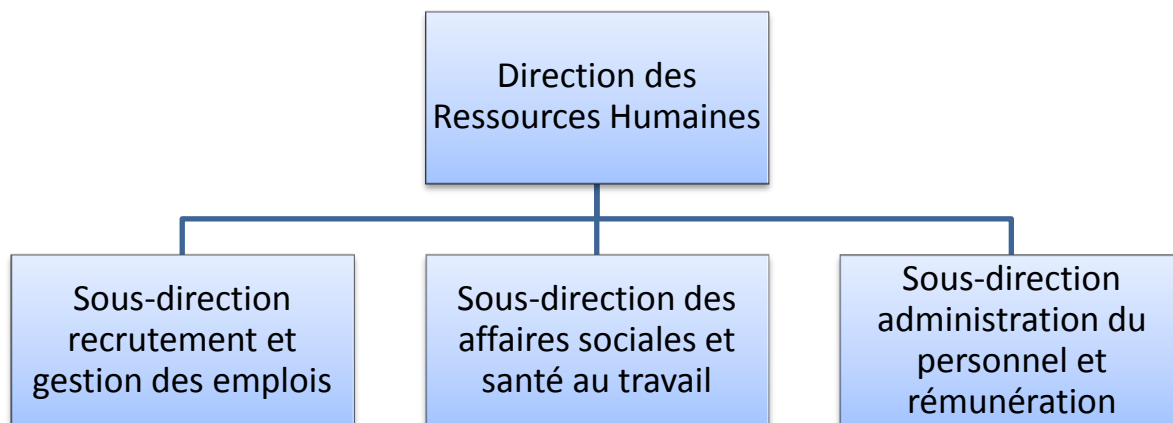 Direction des
Ressources Humaines
Sous-direction
recrutement et
gestion des emplois
Sous-direction des
affaires sociales et
santé au travail
Sous-direction
administration du
personnel et
rémunération